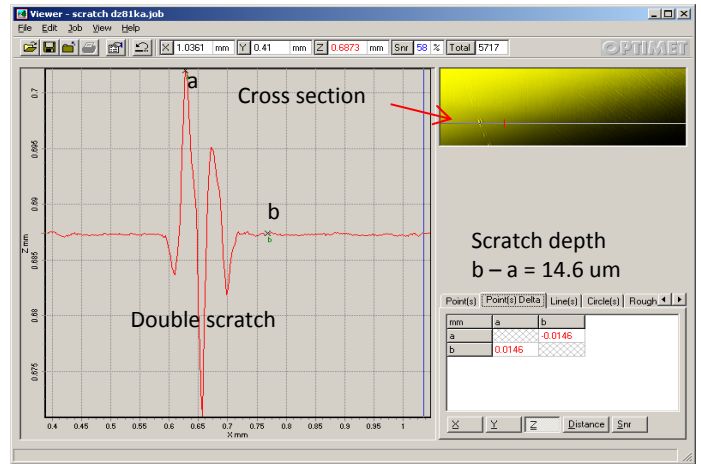 Viewer - scratch dz81ka.job
File Edit Job View Help
X 1.0361 mm Y 0.41 mm Z 0.6873 mm Snr 58 % Total 5717
OPTIMET
a
Cross section
b
b
Double scratch
Scratch depth
b – a = 14.6 um
Z mm
0.7
0.695
0.69
0.685
0.68
0.675
0.4 0.45 0.5 0.55 0.6 0.65 0.7 0.75 0.8 0.85 0.9 0.95 1
X mm
Point(s) Point(s) Delta Line(s) Circle(s) Rough
mm a b
a -0.0146
b 0.0146
X Y Z Distance Snr